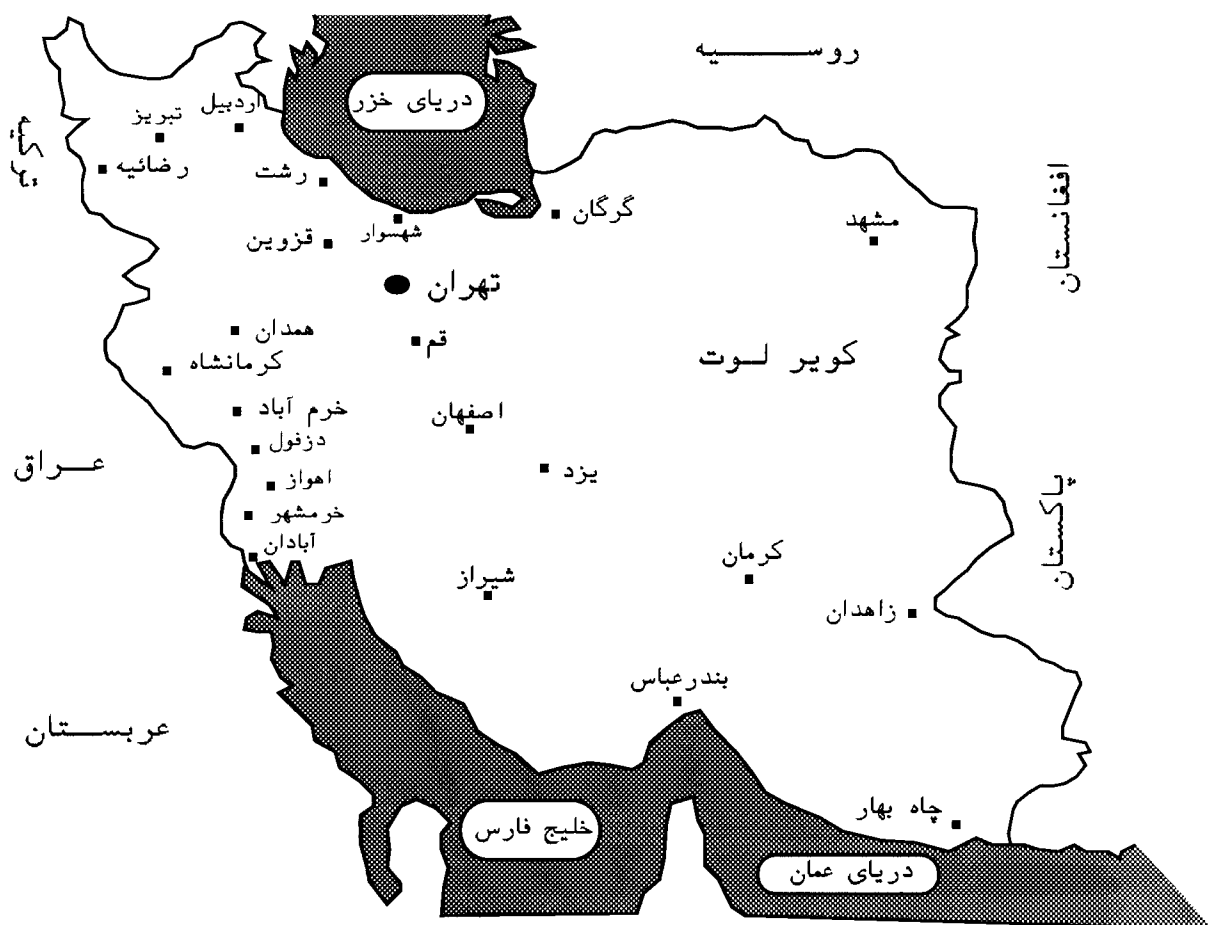 روسیه
دریای خزر
اردبیل
تبریز
ترکیه
رضائیه
رشت
افغانستان
گرگان
مشهد
شهسوار
قزوین
تهران
همدان
قم
کویر لوت
کرمانشاه
خرم آباد
اصفهان
دزفول
عراق
یزد
اهواز
خرمشهر
پاکستان
آبادان
کرمان
شیراز
زاهدان
بندرعباس
عربستان
چاه بهار
خلیج فارس
دریای عمان